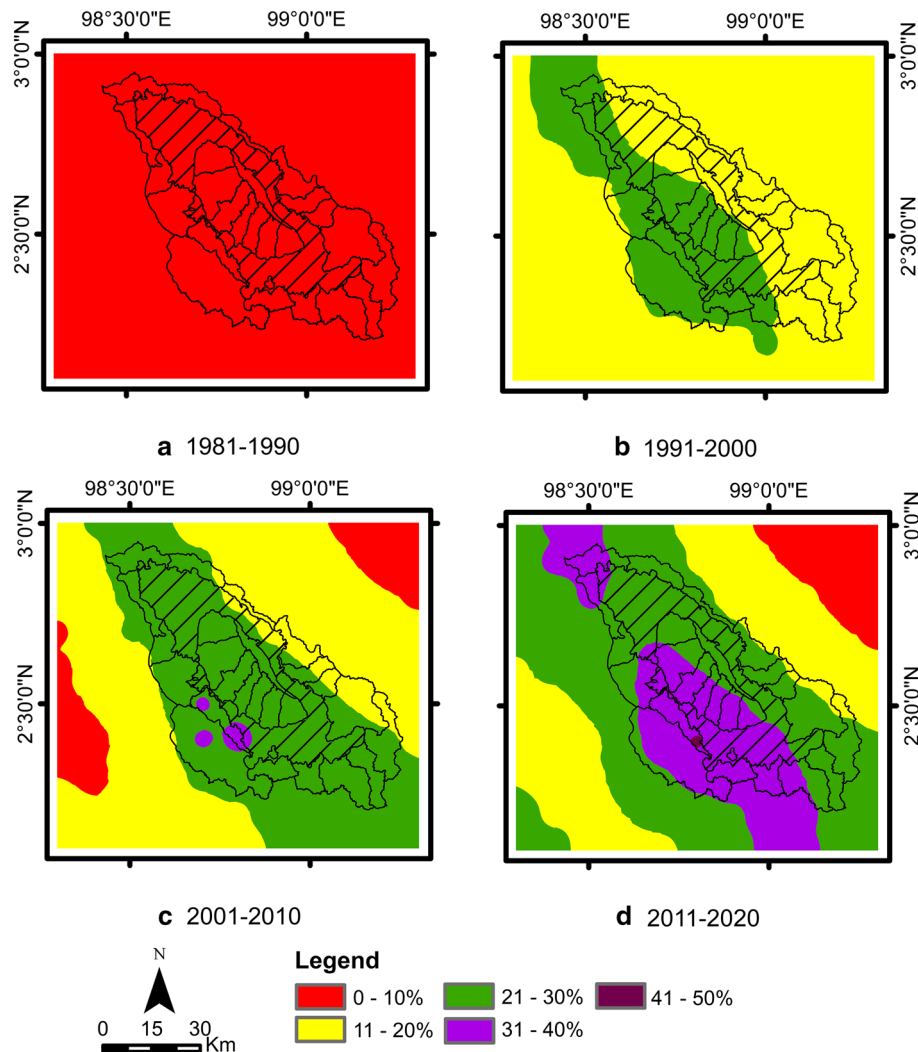 98°30'0"E 99°0'0"E
3°0'0"N
2°30'0"N
a 1981-1990
98°30'0"E 99°0'0"E
3°0'0"N
2°30'0"N
b 1991-2000
98°30'0"E 99°0'0"E
3°0'0"N
2°30'0"N
c 2001-2010
98°30'0"E 99°0'0"E
3°0'0"N
2°30'0"N
d 2011-2020
N
0 15 30
Km
Legend
0 - 10%
21 - 30%
41 - 50%
11 - 20%
31 - 40%